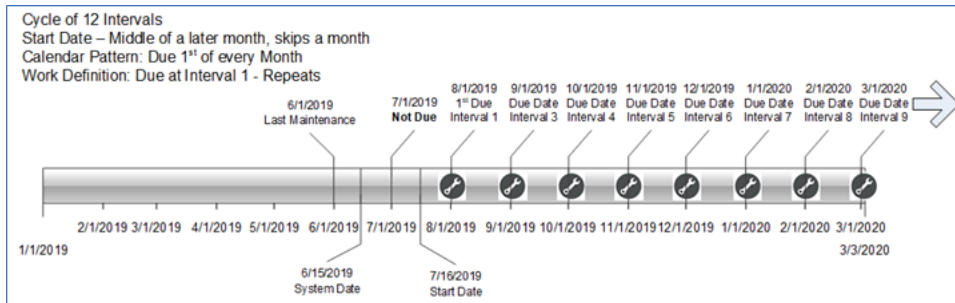 Cycle of 12 Intervals
Start Date – Middle of a later month, skips a month
Calendar Pattern: Due 1st of every Month
Work Definition: Due at Interval 1 - Repeats
6/1/2019
Last Maintenance
7/1/2019
Not Due
8/1/2019
1st Due
Interval 1
9/1/2019
Due Date
Interval 3
10/1/2019
Due Date
Interval 4
11/1/2019
Due Date
Interval 5
12/1/2019
Due Date
Interval 6
1/1/2020
Due Date
Interval 7
2/1/2020
Due Date
Interval 8
3/1/2020
Due Date
Interval 9
2/1/2019 3/1/2019 4/1/2019 5/1/2019 6/1/2019 7/1/2019 8/1/2019 9/1/2019 10/1/2019 11/1/2019 12/1/2019 1/1/2020 2/1/2020 3/1/2020
1/1/2019 3/3/2020
6/15/2019
System Date
7/16/2019
Start Date